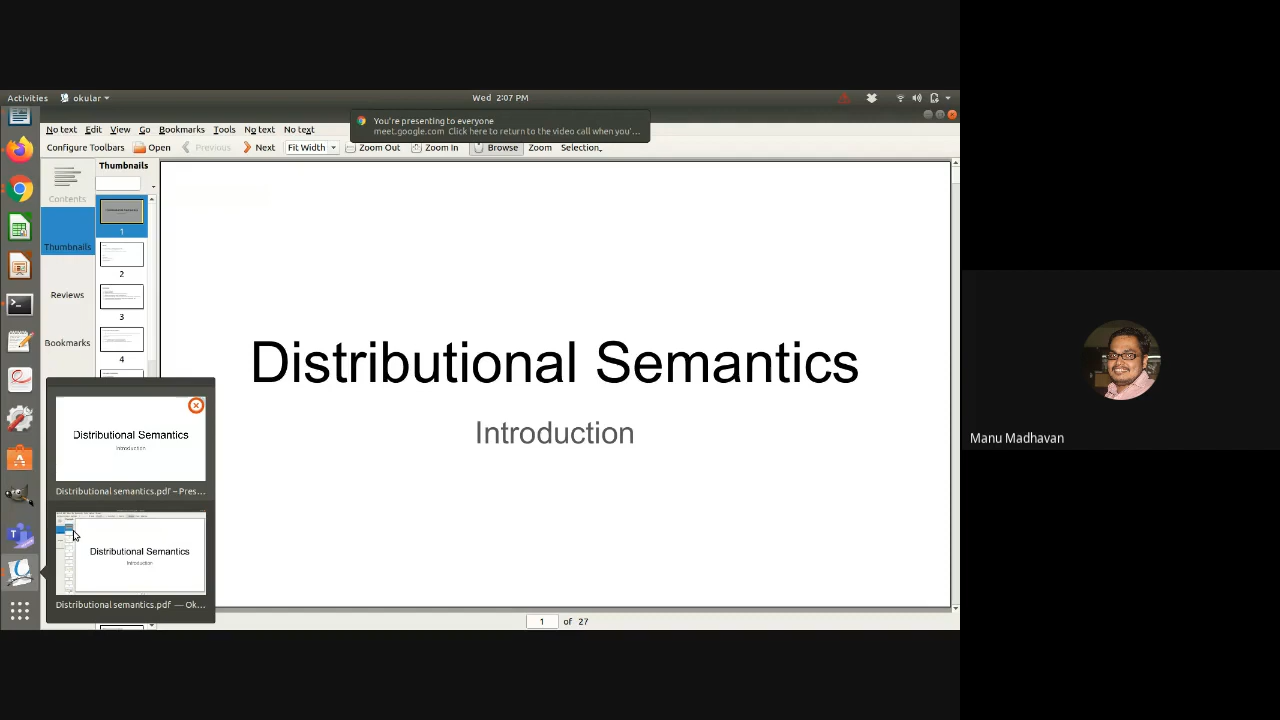 Activities
okular
Wed 2:07 PM
You're presenting to everyone
meet.google.com Click here to return to the video call when you'...
No text Edit View Go Bookmarks Tools No text No text
Configure Toolbars Open Previous Next Fit Width Zoom Out Zoom In Browse Zoom Selection
Thumbnails
Contents
Thumbnails
Reviews
Bookmarks
1
2
3
4
Distributional Semantics
Introduction
Distributional Semantics
Introduction
Distributional semantics.pdf – Pres...
Distributional Semantics
Introduction
Distributional semantics.pdf — Ok...
1 of 27
Manu Madhavan